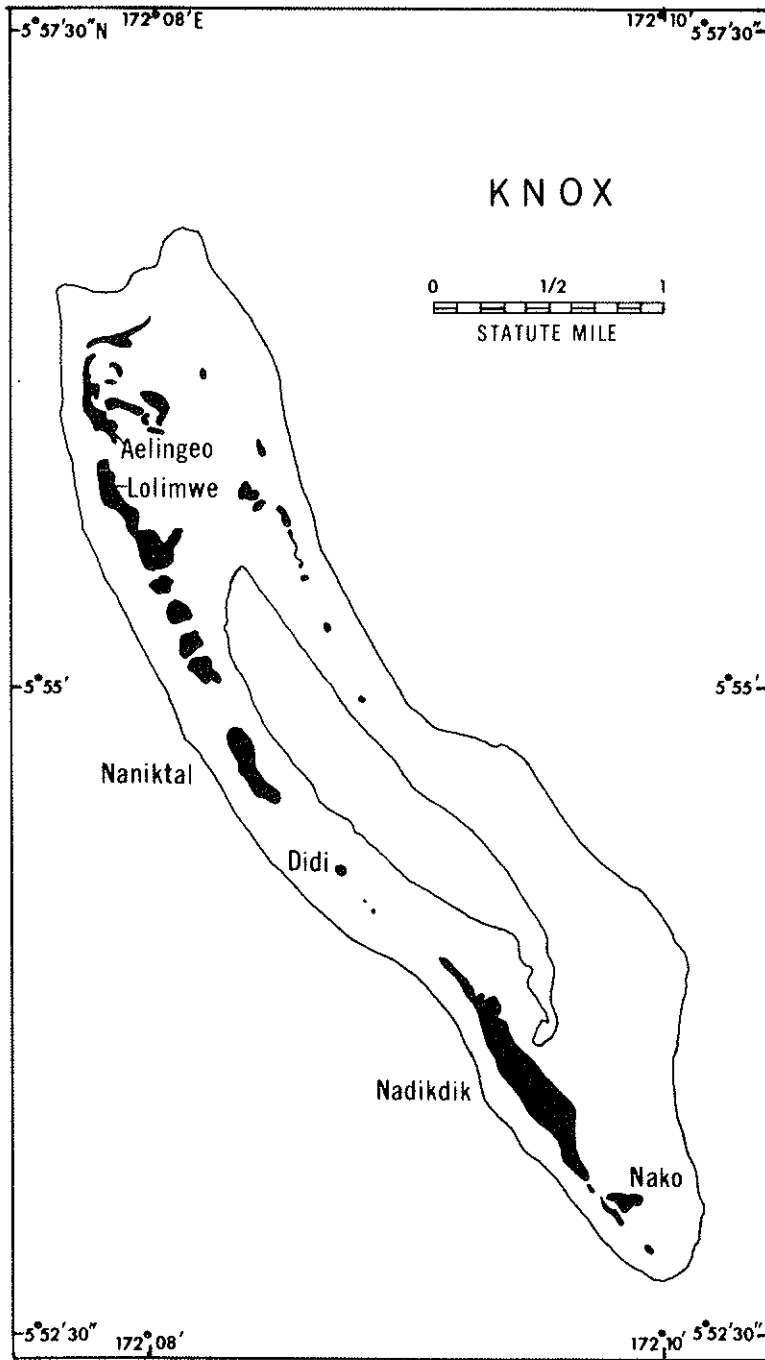 172°08'E 172°10'
5°57'30"N 5°57'30"
KNOX
0 1/2 1
STATUTE MILE
Aelingeo
Lolimwe
5°55' 5°55'
Naniktal
Didi
Nadikdik
Nako
5°52'30" 5°52'30"
172°08' 172°10'